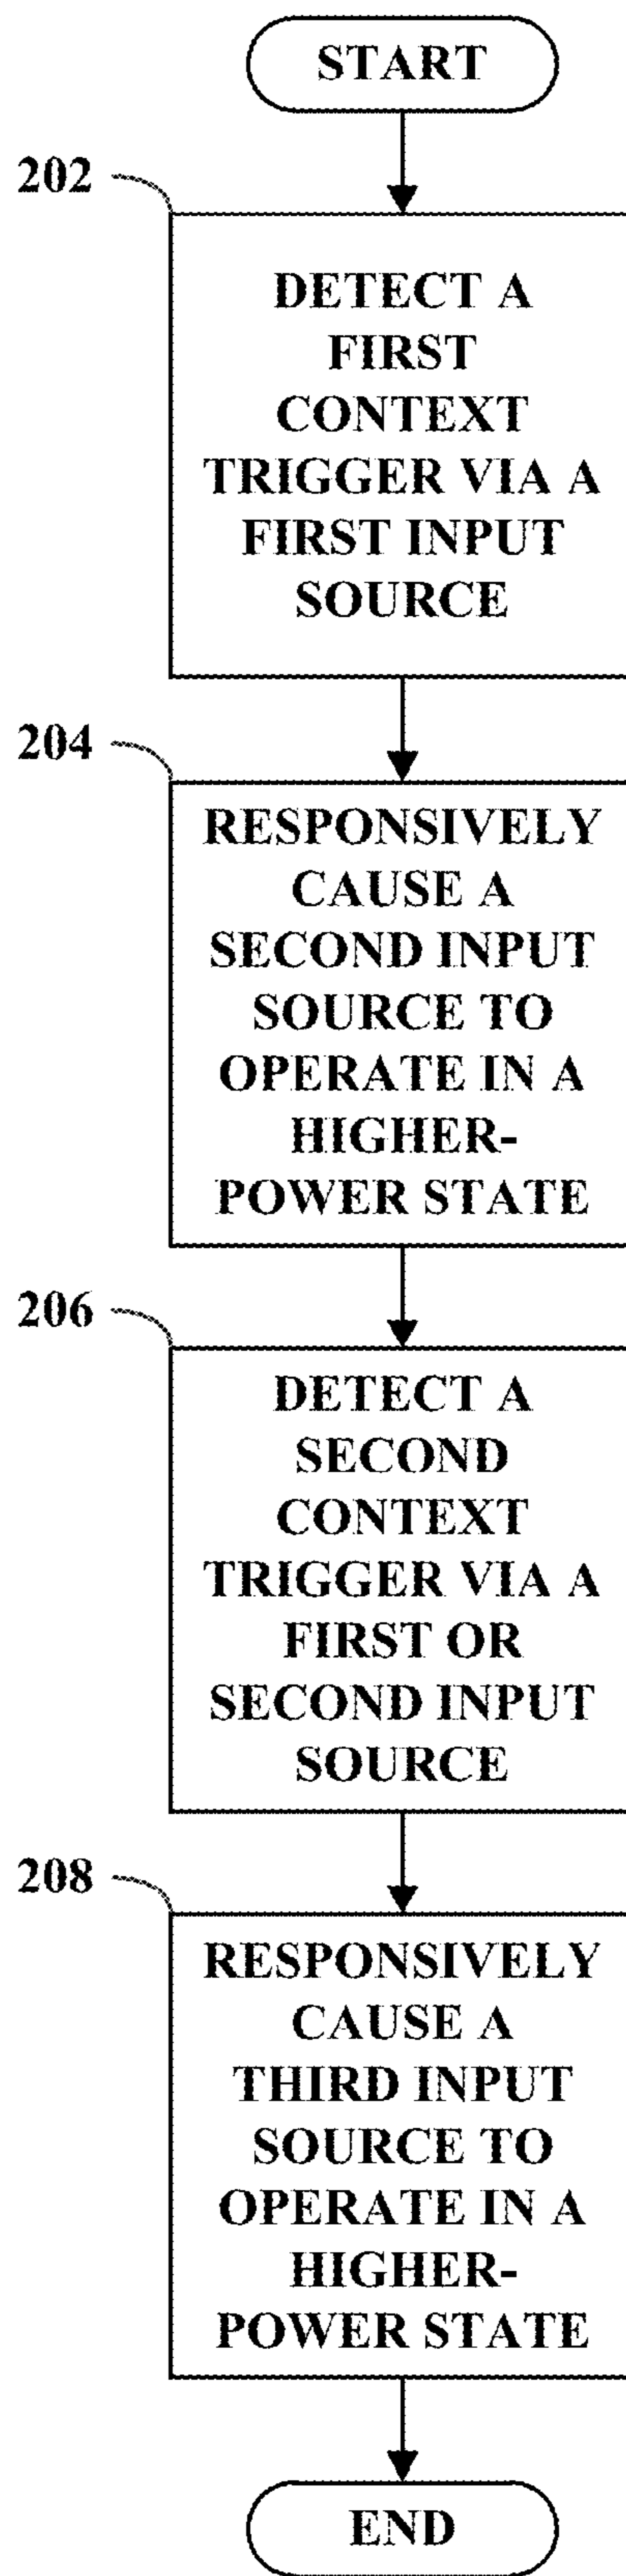 START
202
DETECT A
FIRST
CONTEXT
TRIGGER VIA A
FIRST INPUT
SOURCE
204
RESPONSIVELY
CAUSE A
SECOND INPUT
SOURCE TO
OPERATE IN A
HIGHER-
POWER STATE
206
DETECT A
SECOND
CONTEXT
TRIGGER VIA A
FIRST OR
SECOND INPUT
SOURCE
208
RESPONSIVELY
CAUSE A
THIRD INPUT
SOURCE TO
OPERATE IN A
HIGHER-
POWER STATE
END